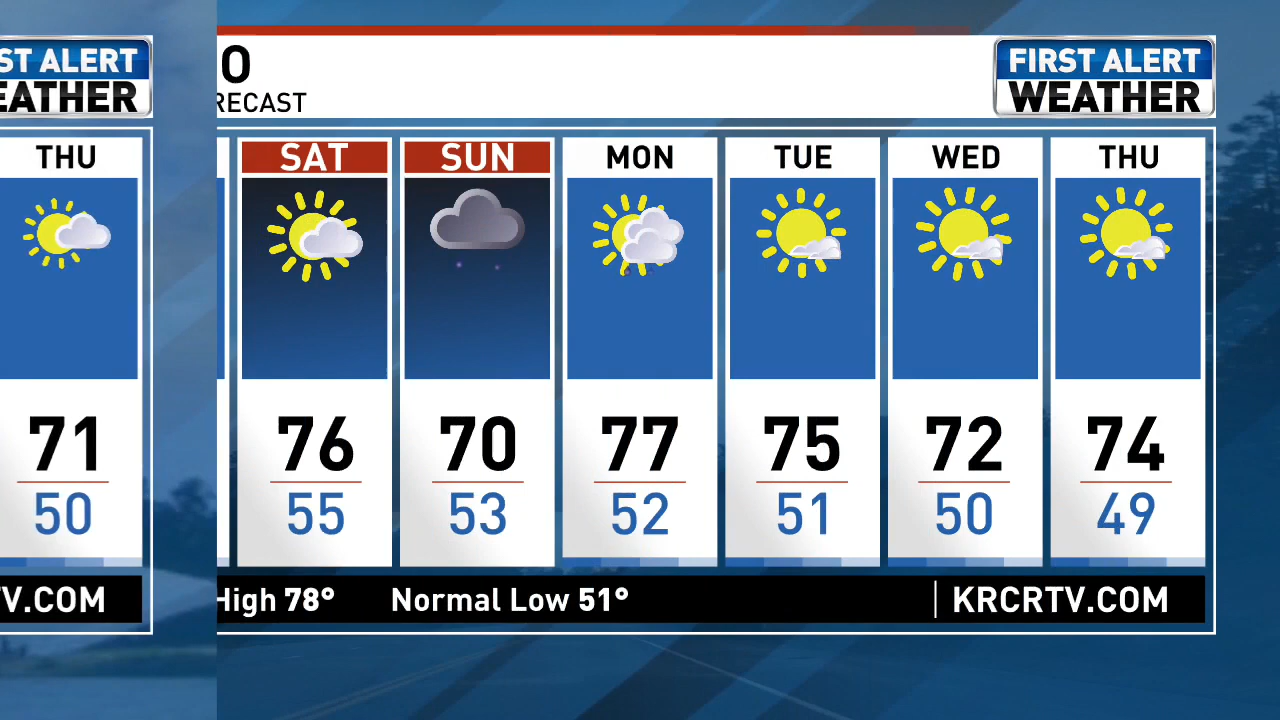 ST ALERT
EATHER
THU
71
50
V.COM
O
RECAST
FIRST ALERT
WEATHER
SAT SUN MON TUE WED THU
76 70 77 75 72 74
55 53 52 51 50 49
High 78° Normal Low 51° KRCRTV.COM